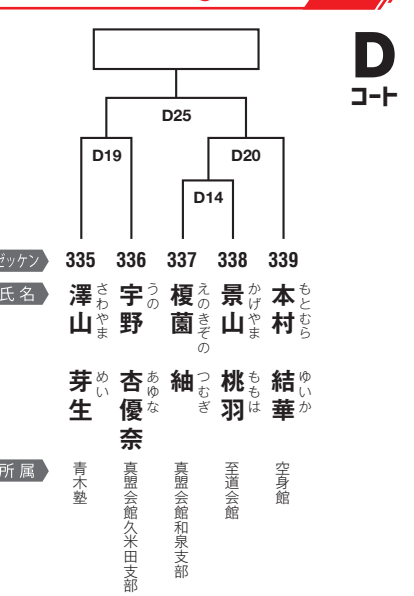 D
コート
D25
D19
D20
D14
ゼッケン 335 336 337 338 339
氏名
澤山 芽生
さわやま めい
宇野 杏優奈
うの あゆな
榎薗 紬
えのきぞの つむぎ
景山 桃羽
かげやま ももは
本村 結華
もとむら ゆいか
所属
青木塾
真盟会館久米田支部
真盟会館和泉支部
至道会館
空身館